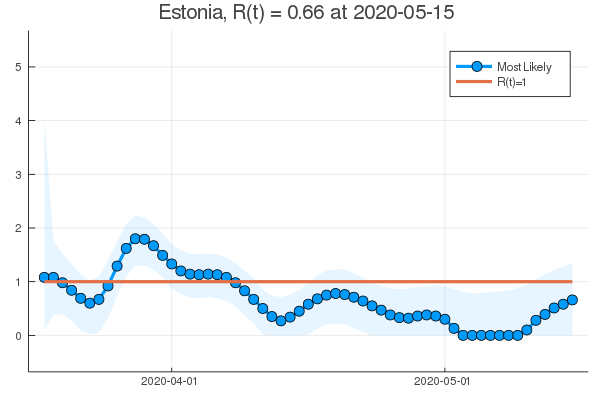 Estonia, R(t) = 0.66 at 2020-05-15
5
4
3
2
1
0
Most Likely
R(t)=1
2020-04-01
2020-05-01